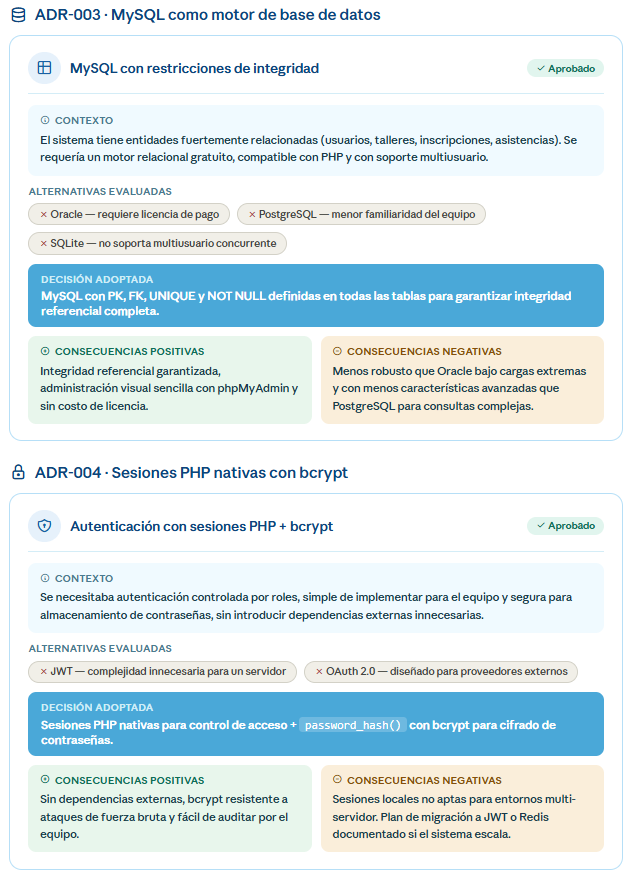 ADR-003 · MySQL como motor de base de datos
MySQL con restricciones de integridad
✓ Aprobado
CONTEXTO
El sistema tiene entidades fuertemente relacionadas (usuarios, talleres, inscripciones, asistencias). Se
requería un motor relacional gratuito, compatible con PHP y con soporte multiusuario.
ALTERNATIVAS EVALUADAS
× Oracle — requiere licencia de pago
× PostgreSQL — menor familiaridad del equipo
× SQLite — no soporta multiusuario concurrente
DECISIÓN ADOPTADA
MySQL con PK, FK, UNIQUE y NOT NULL definidas en todas las tablas para garantizar integridad
referencial completa.
CONSECUENCIAS POSITIVAS
Integridad referencial garantizada,
administración visual sencilla con phpMyAdmin y
sin costo de licencia.
CONSECUENCIAS NEGATIVAS
Menos robusto que Oracle bajo cargas extremas
y con menos características avanzadas que
PostgreSQL para consultas complejas.
ADR-004 · Sesiones PHP nativas con bcrypt
Autenticación con sesiones PHP + bcrypt
✓ Aprobado
CONTEXTO
Se necesitaba autenticación controlada por roles, simple de implementar para el equipo y segura para
almacenamiento de contraseñas, sin introducir dependencias externas innecesarias.
ALTERNATIVAS EVALUADAS
× JWT — complejidad innecesaria para un servidor
× OAuth 2.0 — diseñado para proveedores externos
DECISIÓN ADOPTADA
Sesiones PHP nativas para control de acceso + password_hash() con bcrypt para cifrado de
contraseñas.
CONSECUENCIAS POSITIVAS
Sin dependencias externas, bcrypt resistente a
ataques de fuerza bruta y fácil de auditar por el
equipo.
CONSECUENCIAS NEGATIVAS
Sesiones locales no aptas para entornos multi-
servidor. Plan de migración a JWT o Redis
documentado si el sistema escala.